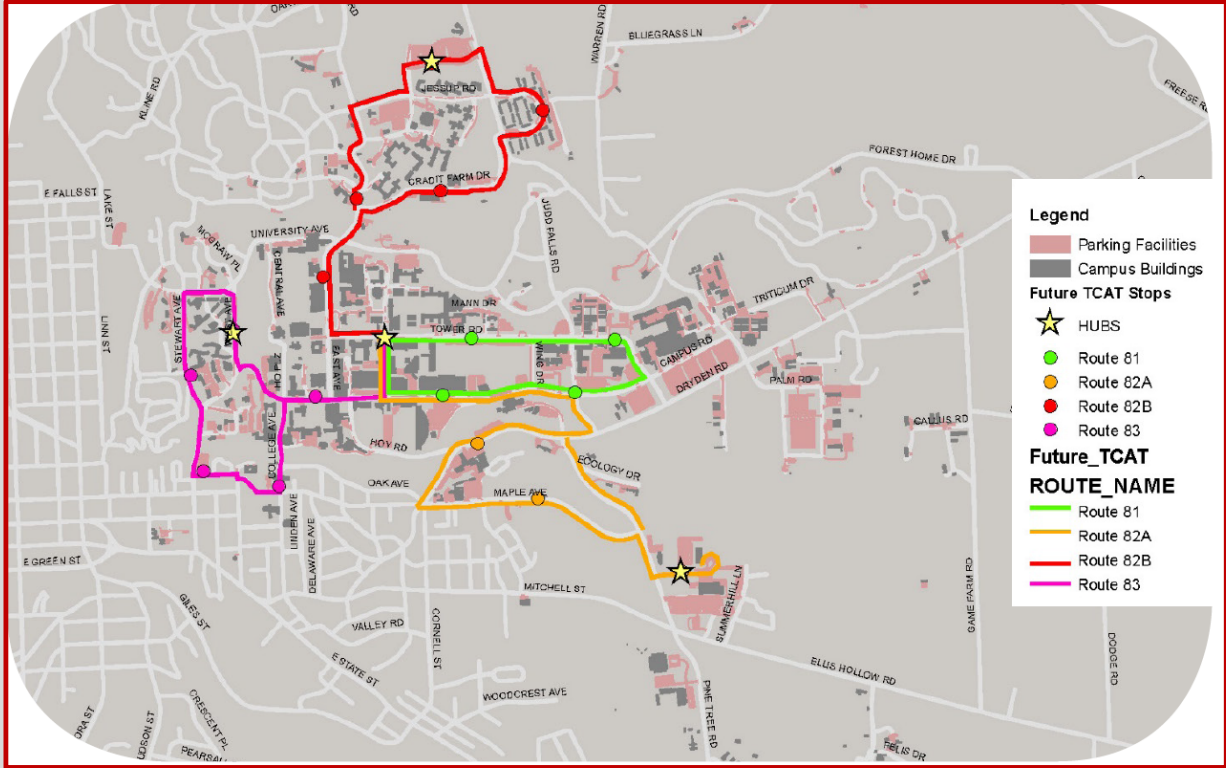 WARREN RD
BLUEGRASS LN
KLINE RD
JESSUP RD
FREESE RD
FOREST HOME DR
E FALLS ST
LAKE ST
CRADIT FARM DR
JUDD FALLS RD
UNIVERSITY AVE
MCGRAW PL
CENTRAL AVE
TRITICUM DR
MANN DR
TOWER RD
STEWART AVE
LINN ST
EAST AVE
WING DR
CAMPUS RD
DRYDEN RD
PALM RD
GALLUS RD
HOY RD
COLLEGE AVE
ECOLOGY DR
OAK AVE
MAPLE AVE
LINDEN AVE
DELAWARE AVE
E GREEN ST
MITCHELL ST
SUMMERHILL LN
GAME FARM RD
GILES ST
VALLEY RD
CORNELL ST
E STATE ST
ELLIS HOLLOW RD
DODGE RD
WOODCREST AVE
PINE TREE RD
CRESCENT PL
HUDSON ST
FELIS DR
Legend
Parking Facilities
Campus Buildings
Future TCAT Stops
HUBS
Route 81
Route 82A
Route 82B
Route 83
Future_TCAT
ROUTE_NAME
Route 81
Route 82A
Route 82B
Route 83